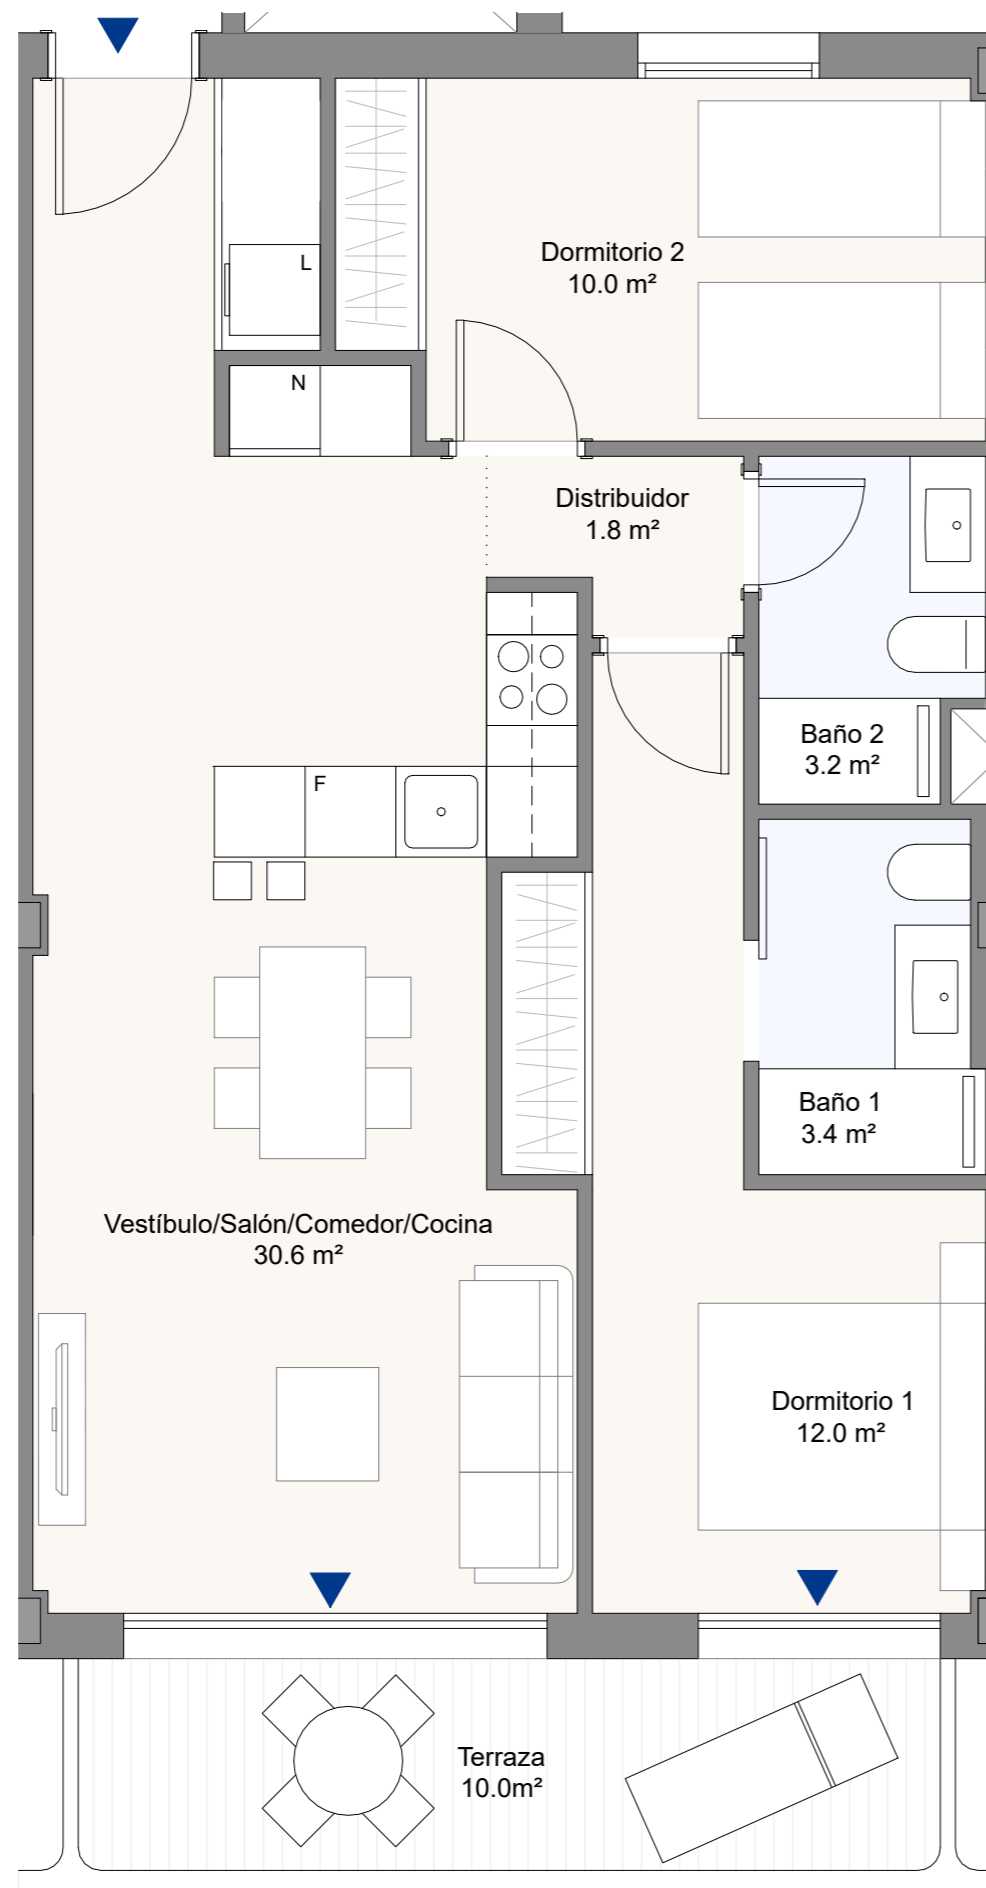 Dormitorio 2
10.0 m²
L
N
Distribuidor
1.8 m²
Baño 2
3.2 m²
F
Baño 1
3.4 m²
Vestíbulo/Salón/Comedor/Cocina
30.6 m²
Dormitorio 1
12.0 m²
Terraza
10.0m²